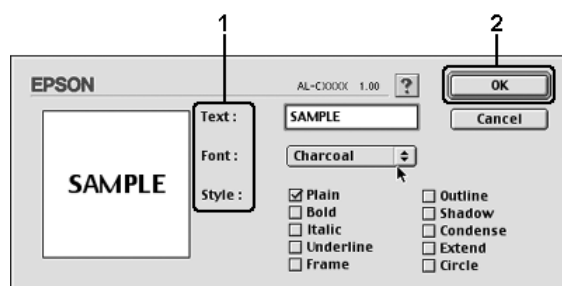 1 2
EPSON AL-CXXXX 1.00 ? OK
Text : SAMPLE Cancel
Font : Charcoal
SAMPLE
Style : Plain Outline
Bold Shadow
Italic Condense
Underline Extend
Frame Circle